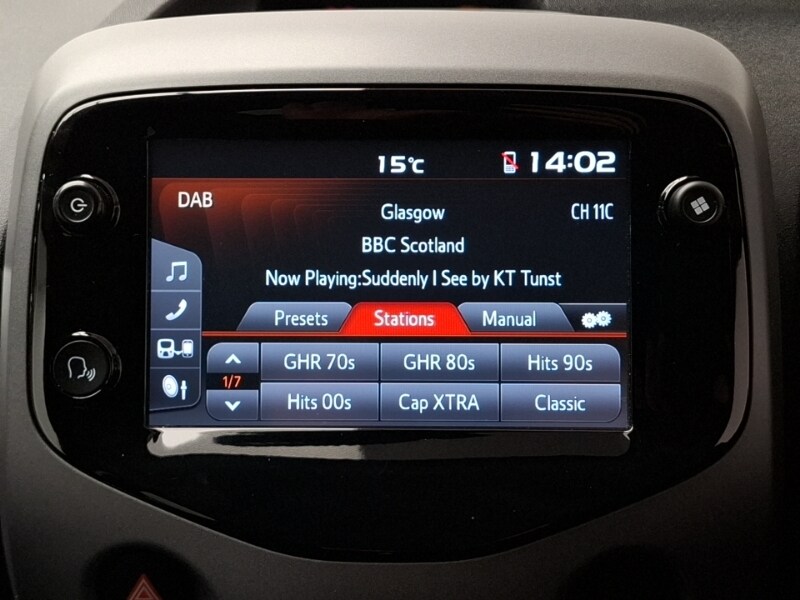 15°C 14:02
DAB
Glasgow CH 11C
BBC Scotland
Now Playing:Suddenly I See by KT Tunst
Presets Stations Manual
GHR 70s GHR 80s Hits 90s
1/7
Hits 00s Cap XTRA Classic